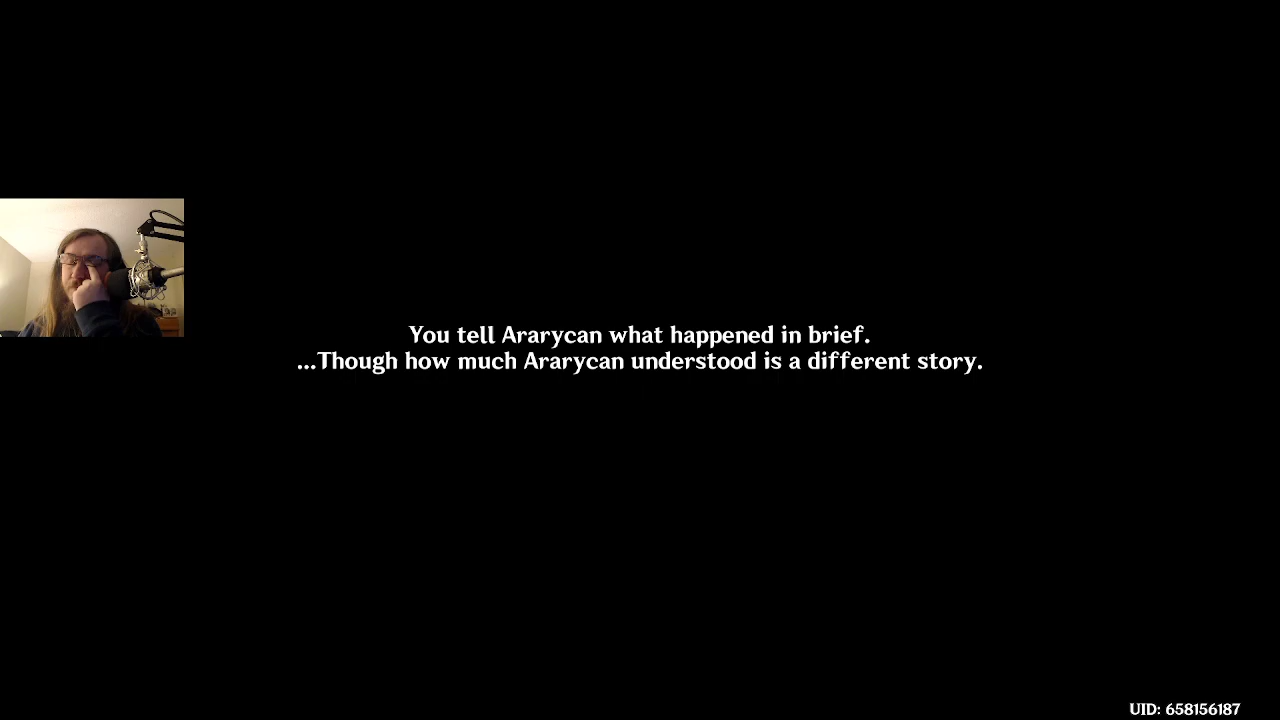 You tell Ararycan what happened in brief.
...Though how much Ararycan understood is a different story.
UID: 658156187